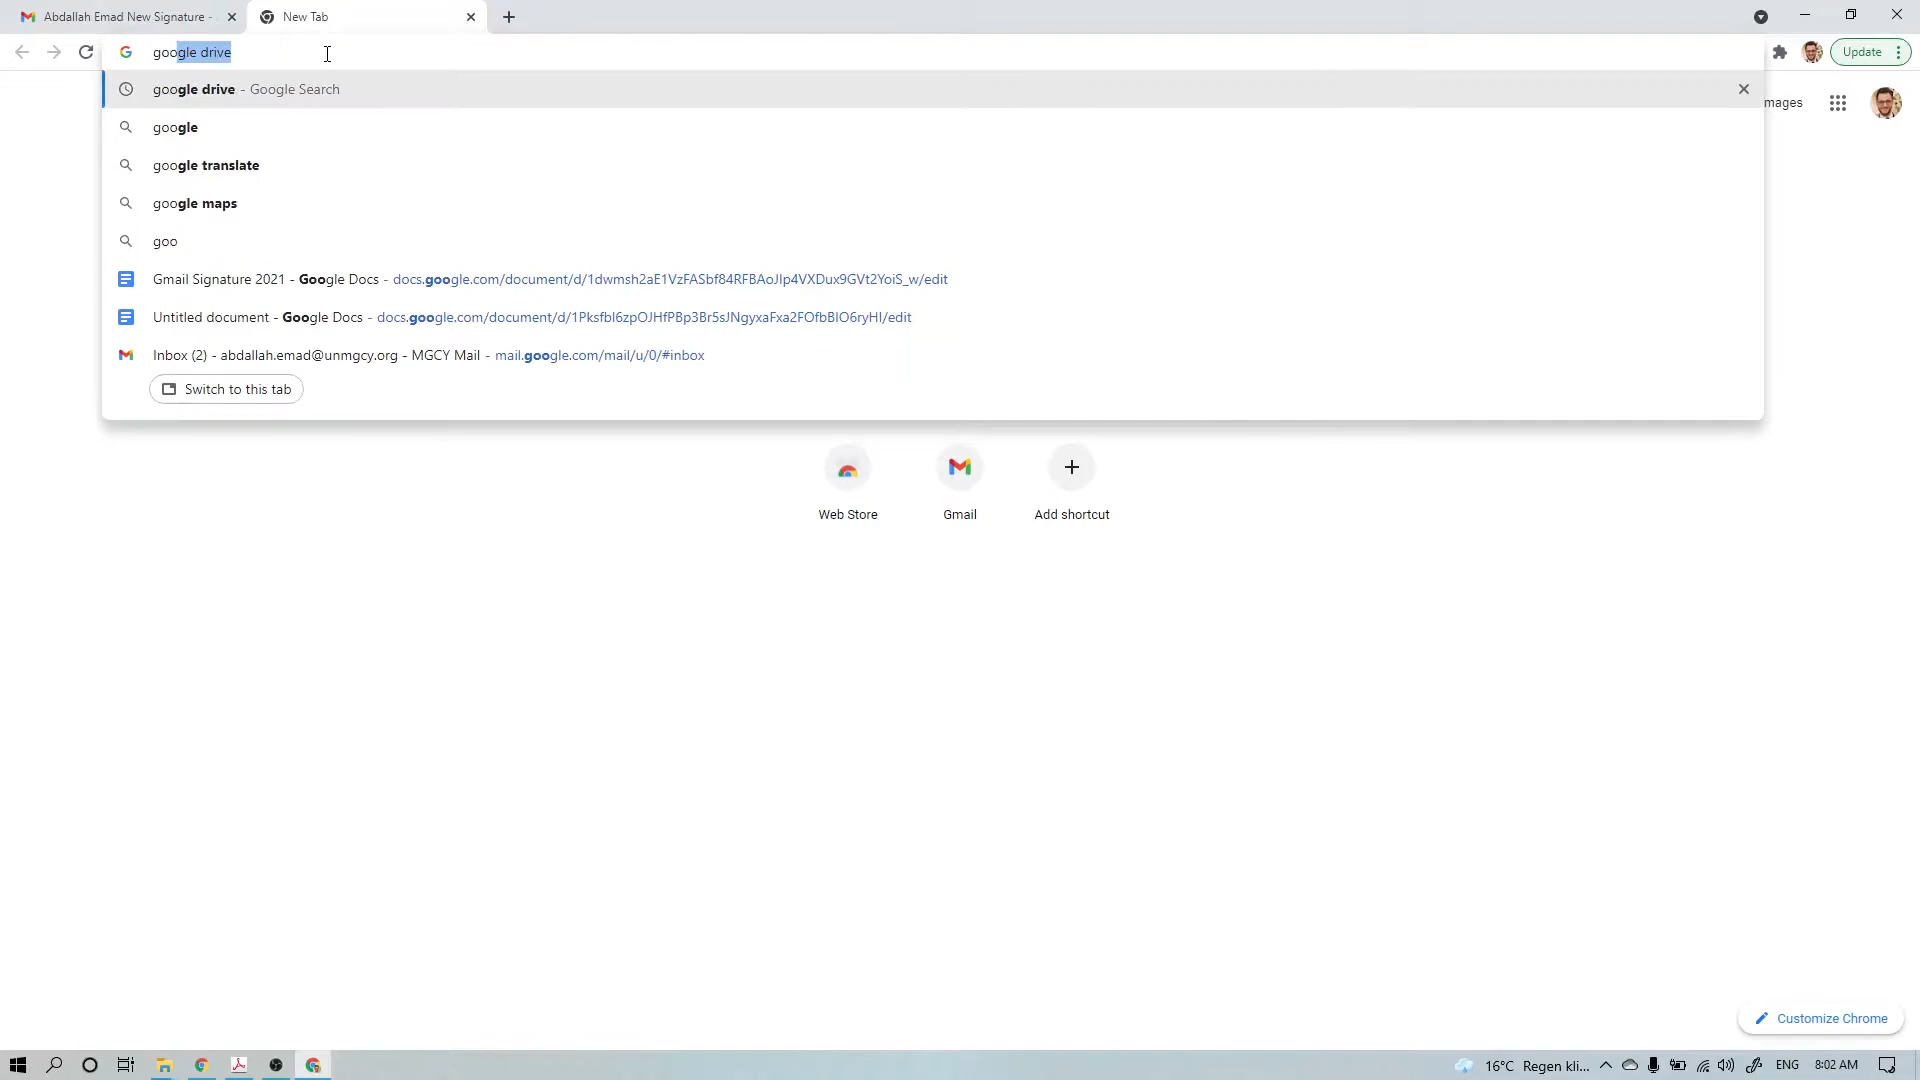 Abdallah Emad New Signature -
New Tab
google drive
Update
google drive - Google Search
google
google translate
google maps
goo
Gmail Signature 2021 - Google Docs - docs.google.com/document/d/1dwmsh2aE1VzFASbf84RFBAoJIp4VXDux9GVt2YoiS_w/edit
Untitled document - Google Docs - docs.google.com/document/d/1Pksfbl6zpOJHfPBp3Br5sJNgyxaFxa2FOfbBIO6ryHI/edit
Inbox (2) - abdallah.emad@unmgcy.org - MGCY Mail - mail.google.com/mail/u/0/#inbox
Switch to this tab
mages
Web Store
Gmail
Add shortcut
Customize Chrome
16°C Regen kli...
ENG
8:02 AM